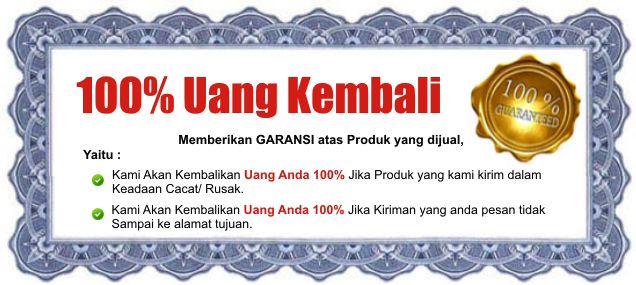 100% Uang Kembali
100 %
GUARANTEED
Memberikan GARANSI atas Produk yang dijual,
Yaitu :
Kami Akan Kembalikan Uang Anda 100% Jika Produk yang kami kirim dalam
Keadaan Cacat/ Rusak.
Kami Akan Kembalikan Uang Anda 100% Jika Kiriman yang anda pesan tidak
Sampai ke alamat tujuan.